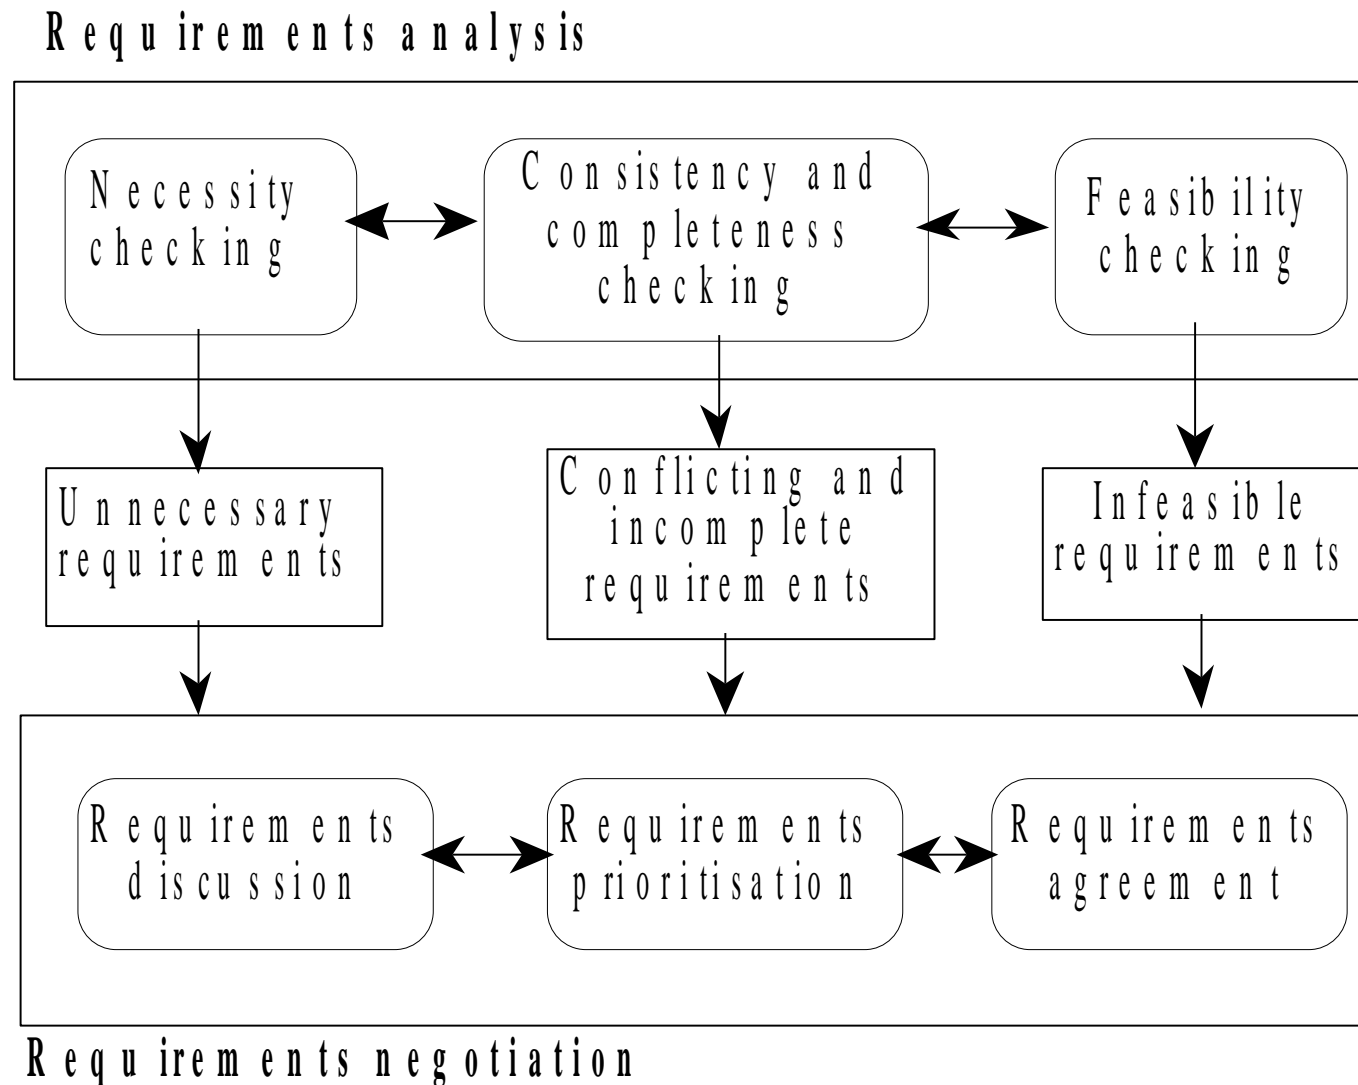 Requirements analysis
Necessity
checking
Consistency and
completeness
checking
Feasibility
checking
Unnecessary
requirements
Conflicting and
incomplete
requirements
Infeasible
requirements
Requirements
discussion
Requirements
prioritisation
Requirements
agreement
Requirements negotiation